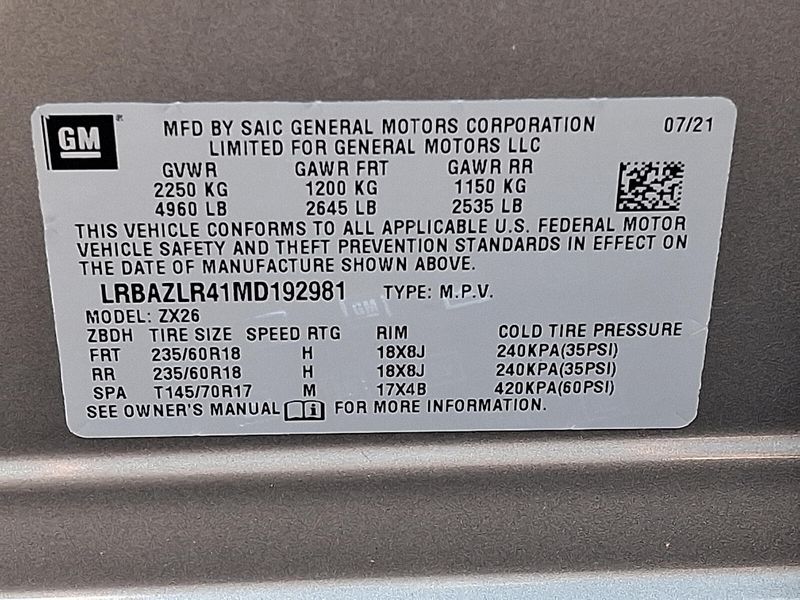 GM
MFD BY SAIC GENERAL MOTORS CORPORATION 07/21
LIMITED FOR GENERAL MOTORS LLC
GVWR GAWR FRT GAWR RR
2250 KG 1200 KG 1150 KG
4960 LB 2645 LB 2535 LB
THIS VEHICLE CONFORMS TO ALL APPLICABLE U.S. FEDERAL MOTOR
VEHICLE SAFETY AND THEFT PREVENTION STANDARDS IN EFFECT ON
THE DATE OF MANUFACTURE SHOWN ABOVE.
LRBAZLR41MD192981 TYPE: M.P.V.
MODEL: ZX26
ZBDH TIRE SIZE SPEED RTG RIM COLD TIRE PRESSURE
FRT 235/60R18 H 18X8J 240KPA(35PSI)
RR 235/60R18 H 18X8J 240KPA(35PSI)
SPA T145/70R17 M 17X4B 420KPA(60PSI)
SEE OWNER'S MANUAL FOR MORE INFORMATION.